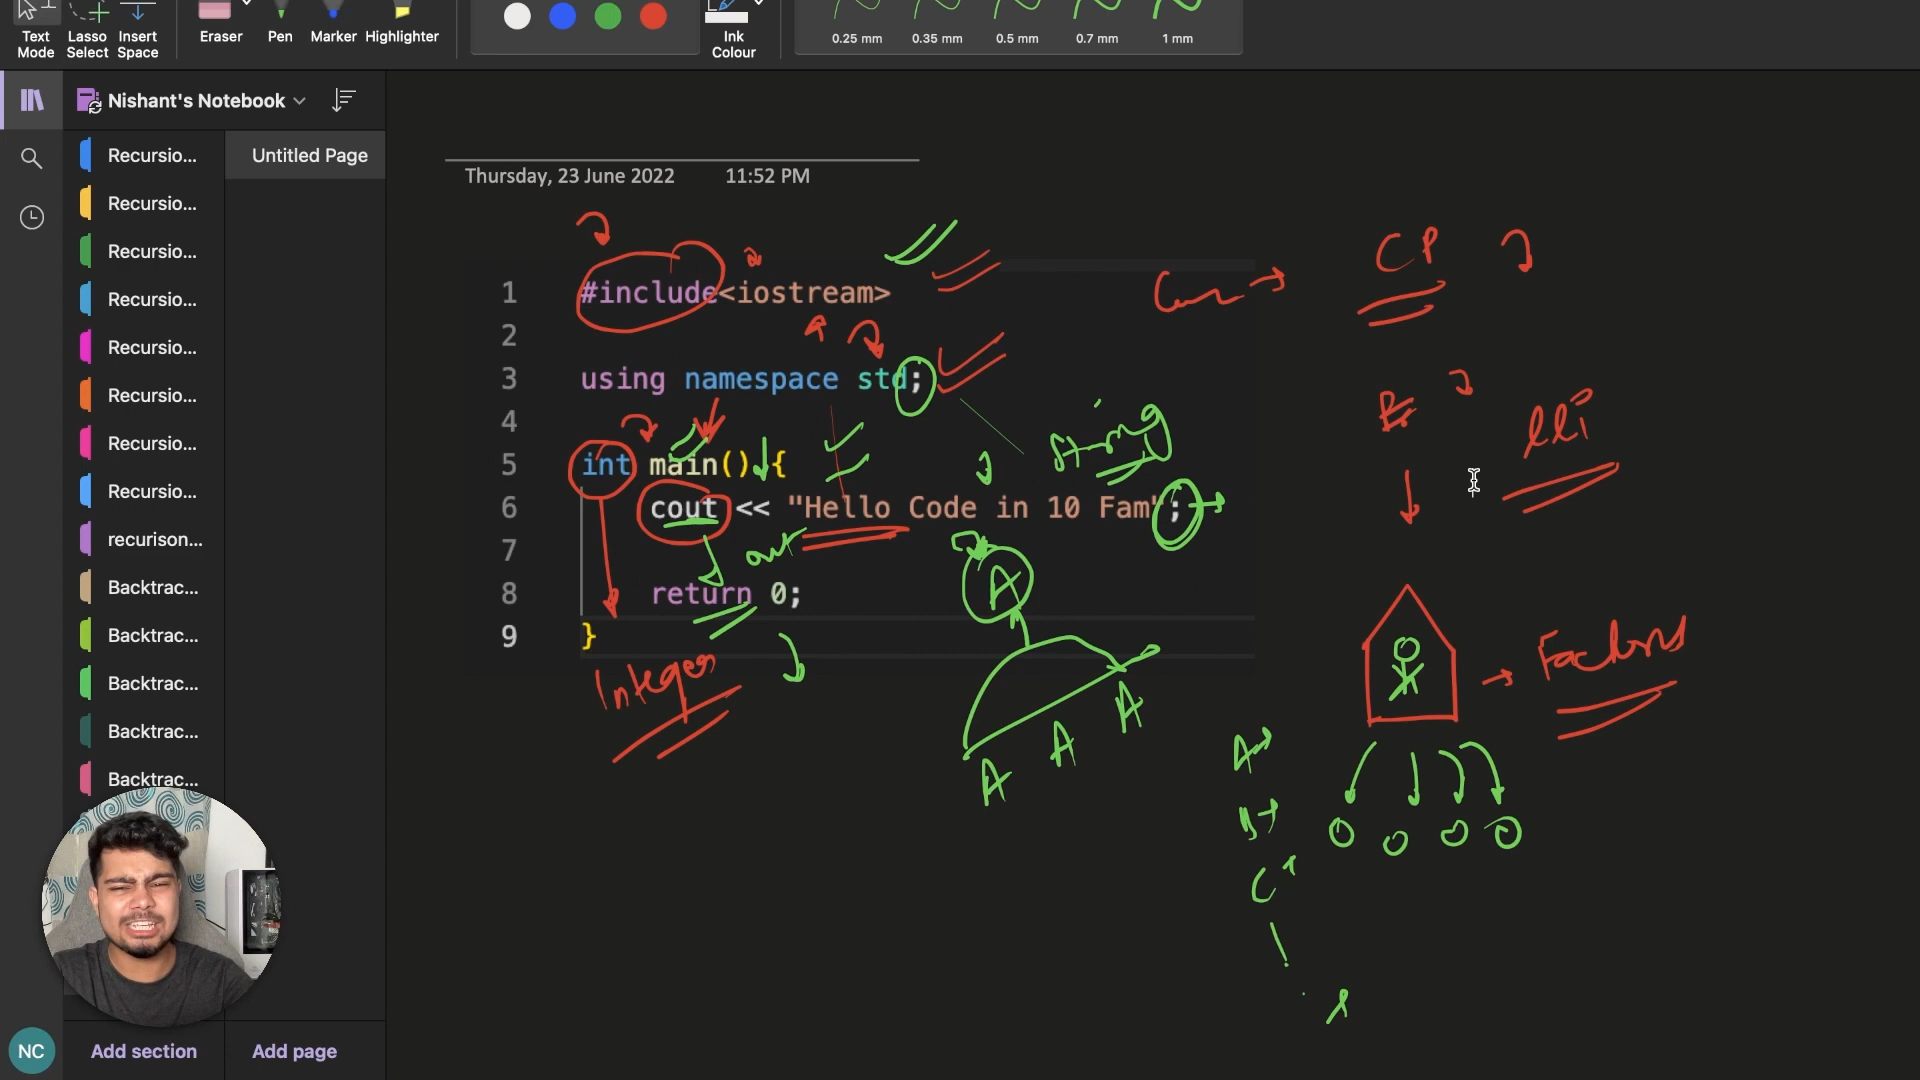 Text Mode
Lasso Select
Insert Space
Eraser
Pen
Marker
Highlighter
Ink Colour
0.25 mm
0.35 mm
0.5 mm
0.7 mm
1 mm
Nishant's Notebook
Recursio...
Recursio...
Recursio...
Recursio...
Recursio...
Recursio...
Recursio...
Recursio...
recurison...
Backtrac...
Backtrac...
Backtrac...
Backtrac...
Backtrac...
Add section
NC
Untitled Page
Add page
Thursday, 23 June 2022 11:52 PM
1 #include<iostream>
2
3 using namespace std;
4
5 int main(){
6 cout << "Hello Code in 10 Fam";
7
8 return 0;
9 }
out
Integer
string
A
A
A
A
CP
lli
Factors
A
B
C